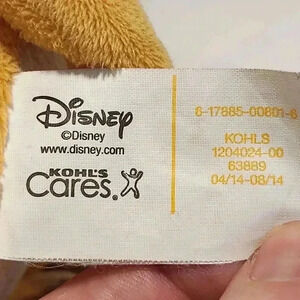 Disney
©Disney
www.disney.com
KOHL'S
Cares.
6-17885-00801-6
KOHLS
1204024-00
63889
04/14-08/14